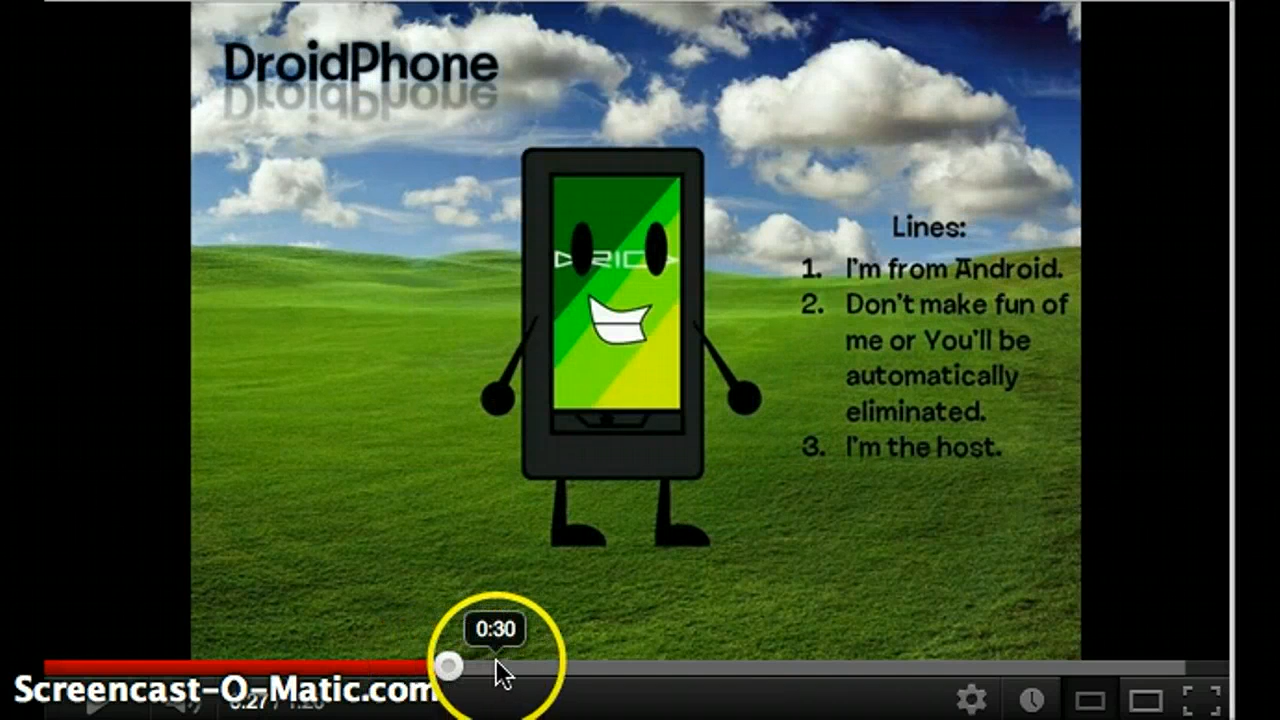 DroidPhone
Lines:
1. I'm from Android.
2. Don't make fun of
me or You'll be
automatically
eliminated.
3. I'm the host.
0:30
Screencast-O-Matic.com